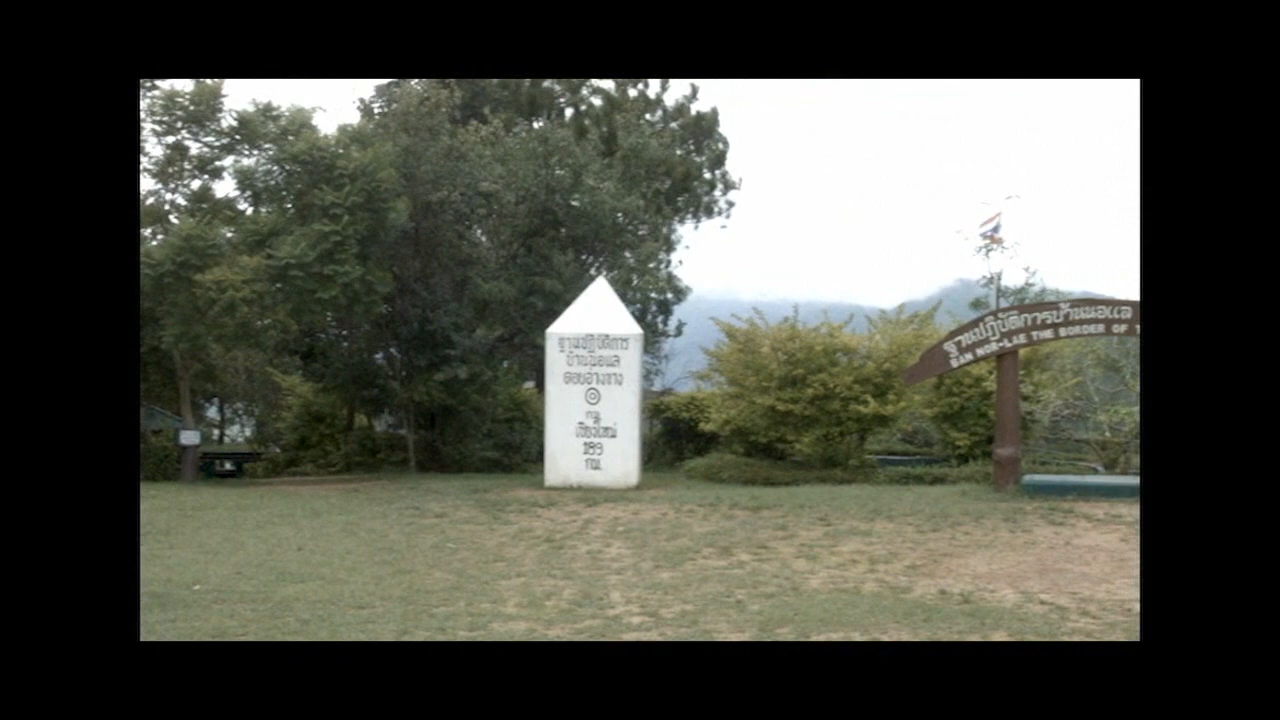 ฐานปฏิบัติการ
บ้านนอแล
ดอยอ่างขาง
กม.
เชียงใหม่
189
กม.
ฐานปฏิบัติการบ้านนอแล
BAN NOR-LAE THE BORDER OF